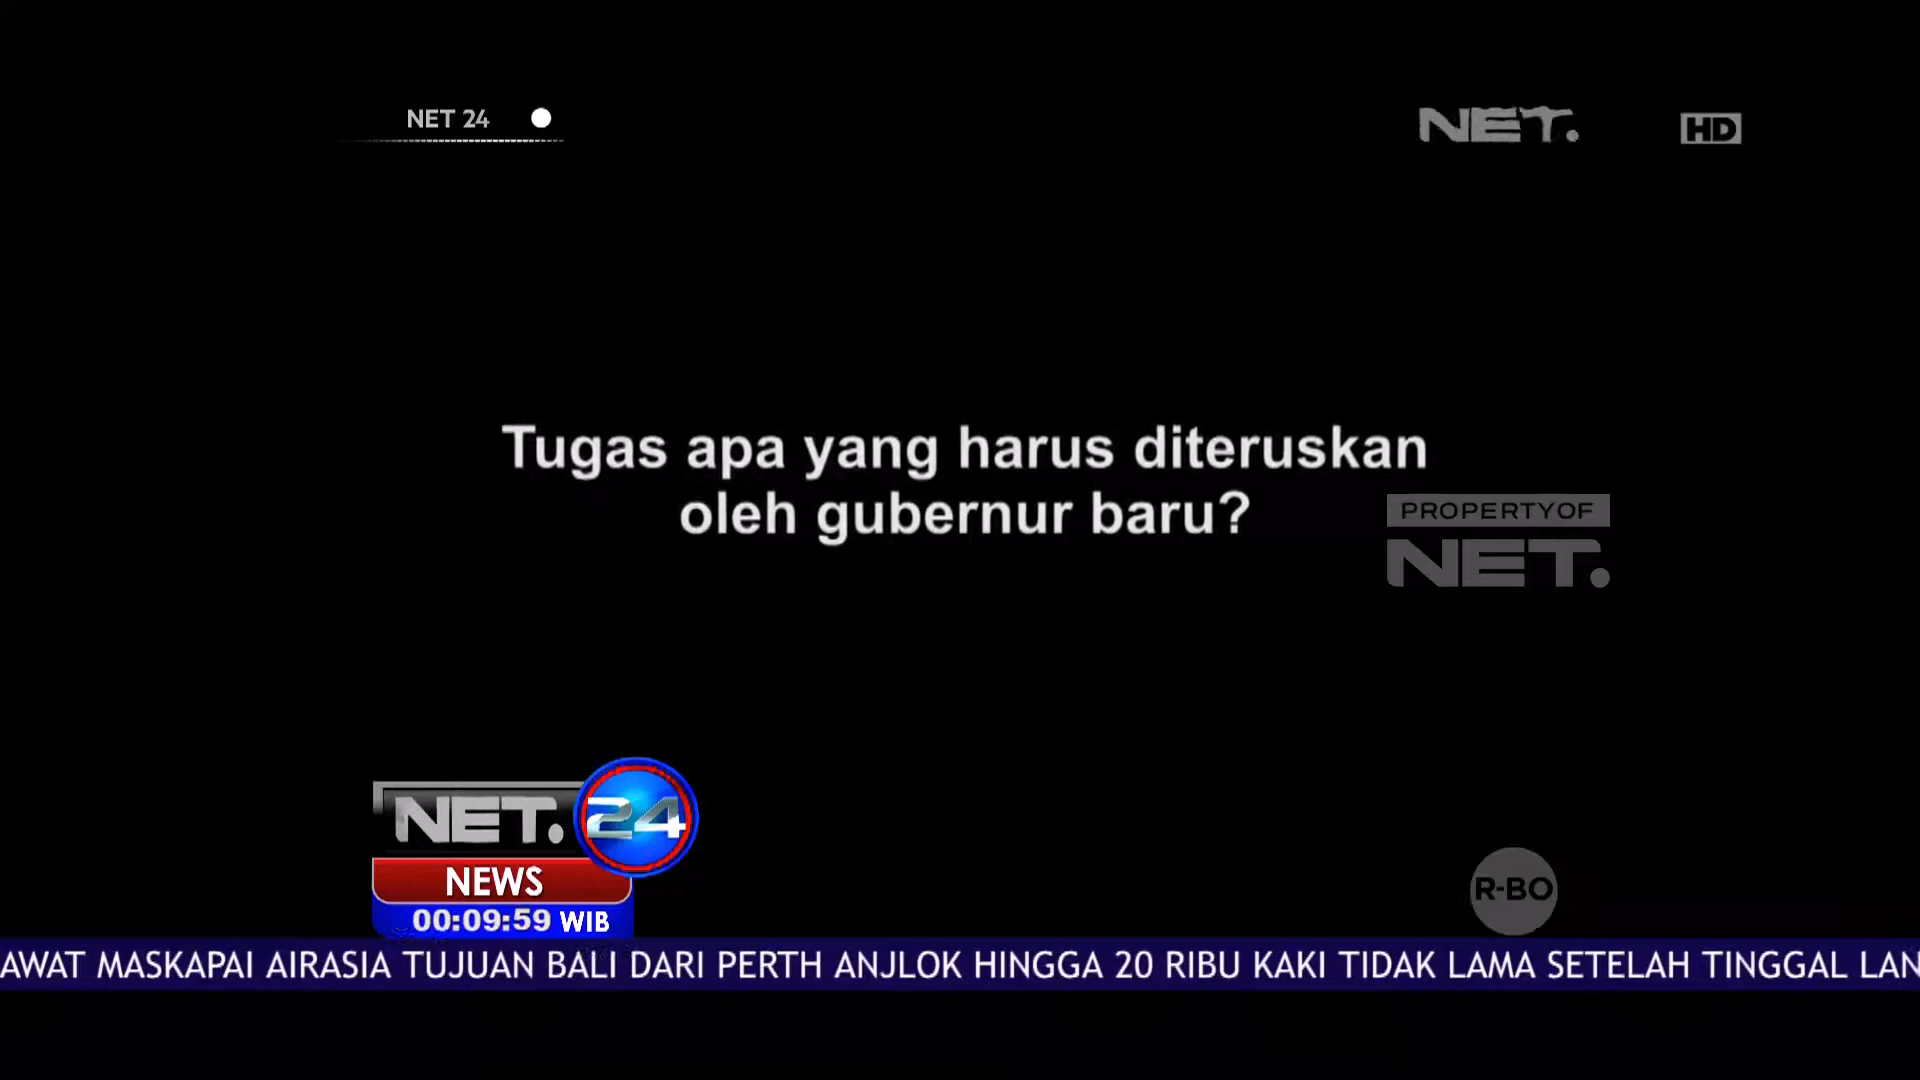 NET 24
NET.
HD
Tugas apa yang harus diteruskan
oleh gubernur baru?
PROPERTYOF
NET.
NET. 24
NEWS
00:09:59 WIB
R-BO
AWAT MASKAPAI AIRASIA TUJUAN BALI DARI PERTH ANJLOK HINGGA 20 RIBU KAKI TIDAK LAMA SETELAH TINGGAL LAN